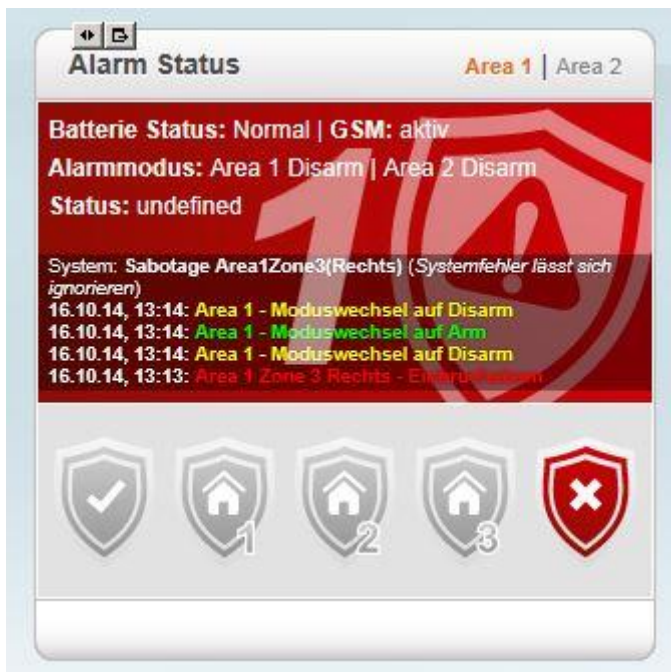 Alarm Status
Area 1 | Area 2
Batterie Status: Normal | GSM: aktiv
Alarmmodus: Area 1 Disarm | Area 2 Disarm
Status: undefined
1
System: Sabotage Area1Zone3(Rechts) (Systemfehler lässt sich
ignorieren)
16.10.14, 13:14: Area 1 - Moduswechsel auf Disarm
16.10.14, 13:14: Area 1 - Moduswechsel auf Arm
16.10.14, 13:14: Area 1 - Moduswechsel auf Disarm
16.10.14, 13:13: Area 1 Zone 3 Rechts -
1
2
3